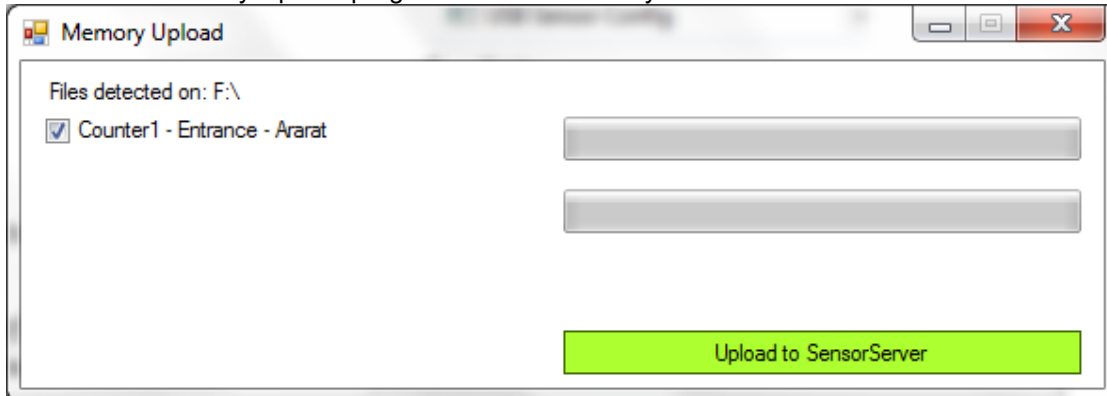 Memory Upload
Files detected on: F:\
Counter1 - Entrance - Ararat
Upload to SensorServer